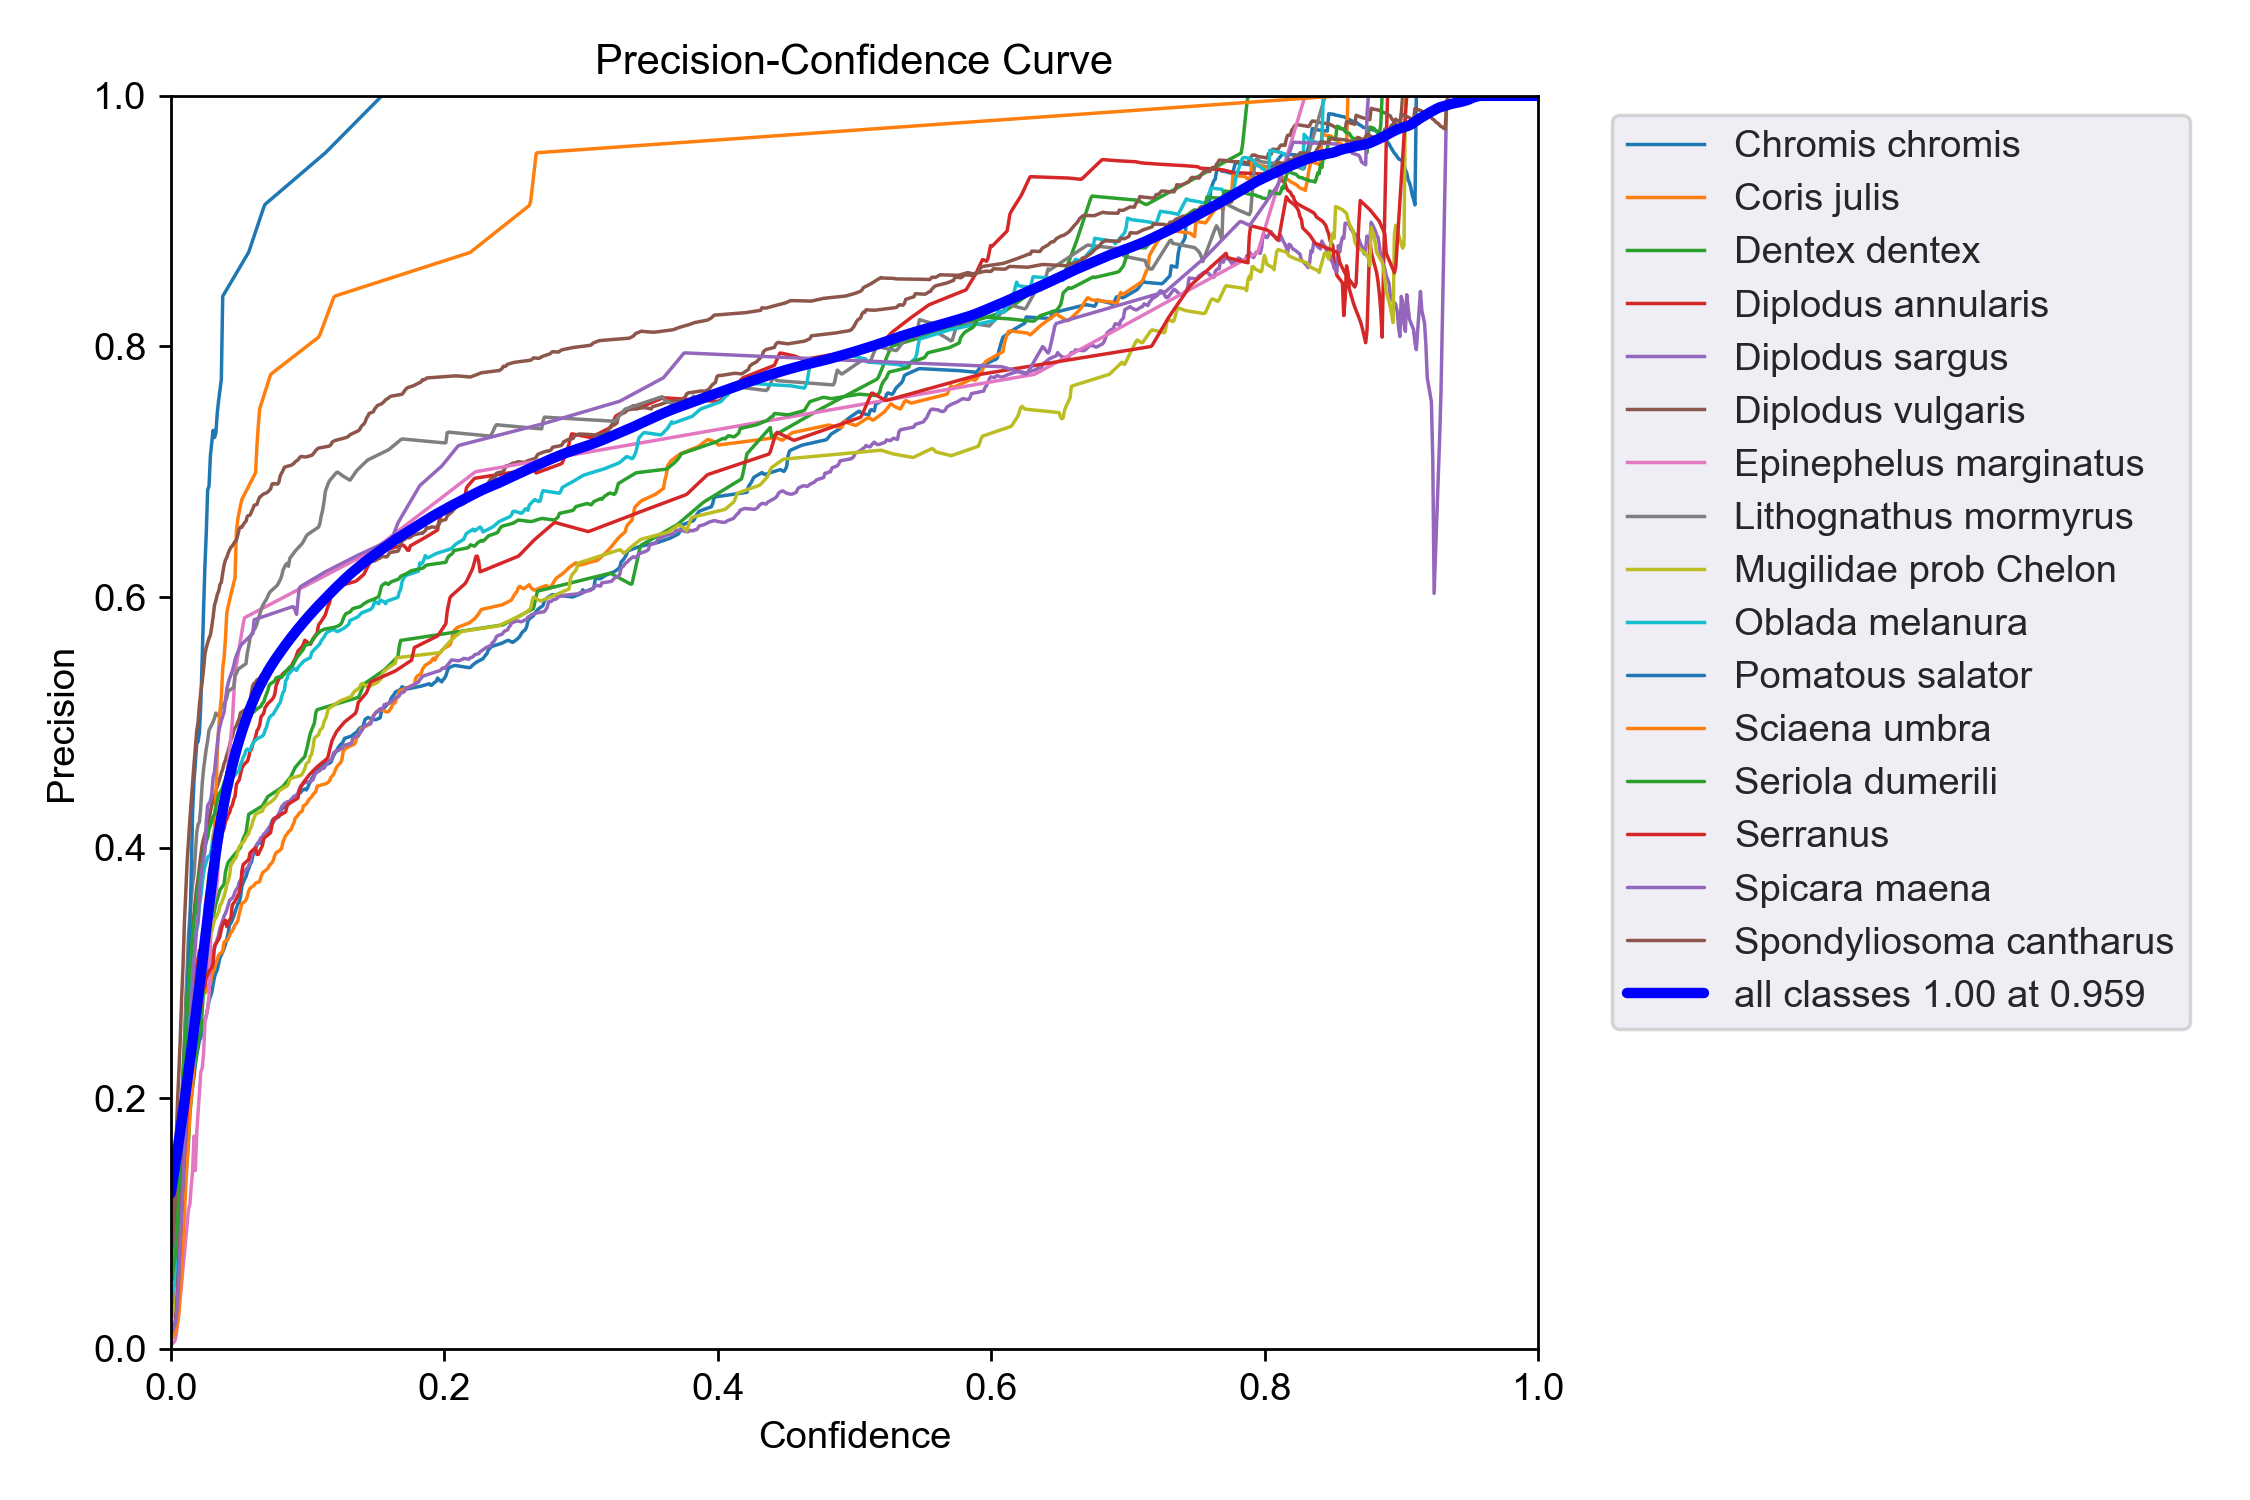 Precision-Confidence Curve
1.0
0.8
0.6
0.4
0.2
0.0
Precision
0.0 0.2 0.4 0.6 0.8 1.0
Confidence
Chromis chromis
Coris julis
Dentex dentex
Diplodus annularis
Diplodus sargus
Diplodus vulgaris
Epinephelus marginatus
Lithognathus mormyrus
Mugilidae prob Chelon
Oblada melanura
Pomatous salator
Sciaena umbra
Seriola dumerili
Serranus
Spicara maena
Spondyliosoma cantharus
all classes 1.00 at 0.959